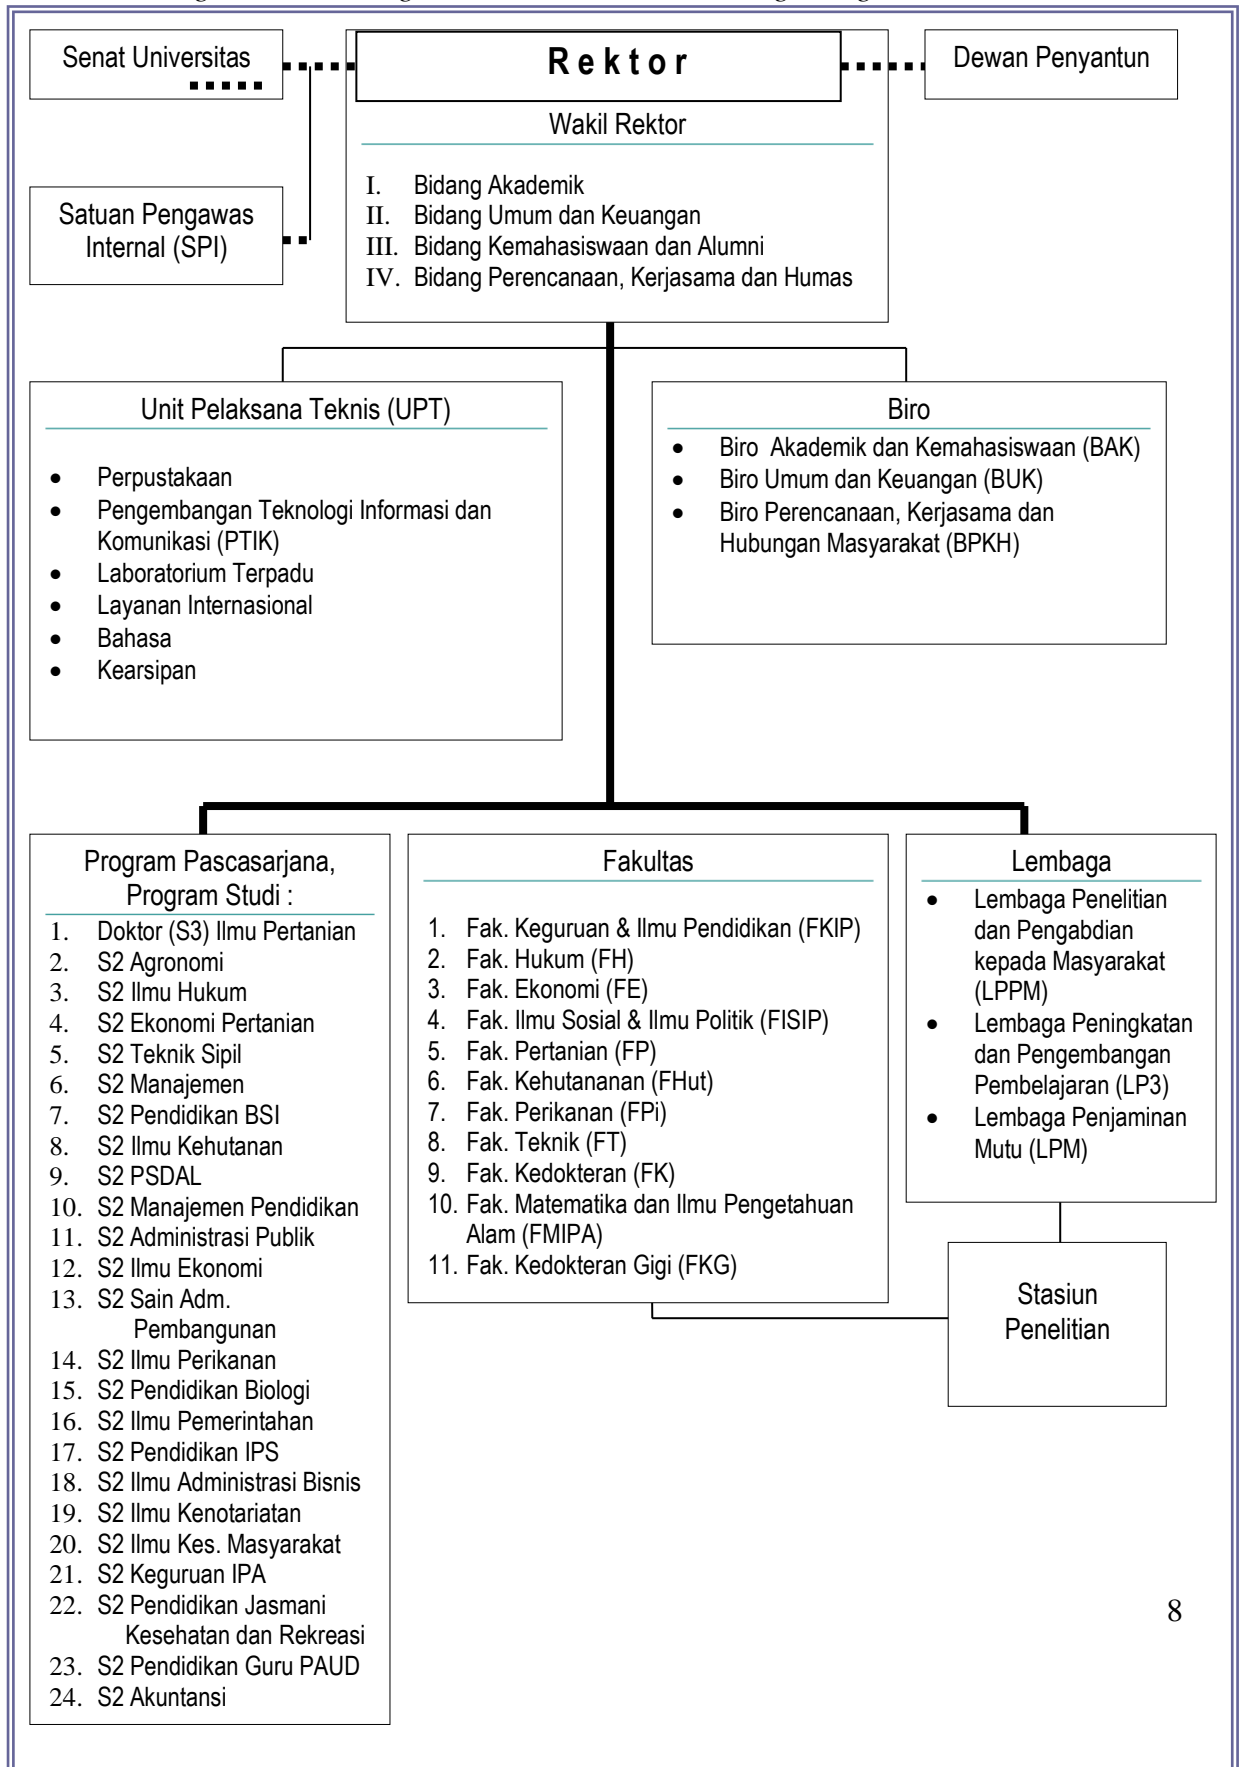 Senat Universitas
R e k t o r
Dewan Penyantun
Wakil Rektor
I. Bidang Akademik
II. Bidang Umum dan Keuangan
III. Bidang Kemahasiswaan dan Alumni
IV. Bidang Perencanaan, Kerjasama dan Humas
Satuan Pengawas
Internal (SPI)
Unit Pelaksana Teknis (UPT)
• Perpustakaan
• Pengembangan Teknologi Informasi dan
Komunikasi (PTIK)
• Laboratorium Terpadu
• Layanan Internasional
• Bahasa
• Kearsipan
Biro
• Biro Akademik dan Kemahasiswaan (BAK)
• Biro Umum dan Keuangan (BUK)
• Biro Perencanaan, Kerjasama dan
Hubungan Masyarakat (BPKH)
Program Pascasarjana,
Program Studi :
1. Doktor (S3) Ilmu Pertanian
2. S2 Agronomi
3. S2 Ilmu Hukum
4. S2 Ekonomi Pertanian
5. S2 Teknik Sipil
6. S2 Manajemen
7. S2 Pendidikan BSI
8. S2 Ilmu Kehutanan
9. S2 PSDAL
10. S2 Manajemen Pendidikan
11. S2 Administrasi Publik
12. S2 Ilmu Ekonomi
13. S2 Sain Adm.
Pembangunan
14. S2 Ilmu Perikanan
15. S2 Pendidikan Biologi
16. S2 Ilmu Pemerintahan
17. S2 Pendidikan IPS
18. S2 Ilmu Administrasi Bisnis
19. S2 Ilmu Kenotariatan
20. S2 Ilmu Kes. Masyarakat
21. S2 Keguruan IPA
22. S2 Pendidikan Jasmani
Kesehatan dan Rekreasi
23. S2 Pendidikan Guru PAUD
24. S2 Akuntansi
Fakultas
1. Fak. Keguruan & Ilmu Pendidikan (FKIP)
2. Fak. Hukum (FH)
3. Fak. Ekonomi (FE)
4. Fak. Ilmu Sosial & Ilmu Politik (FISIP)
5. Fak. Pertanian (FP)
6. Fak. Kehutananan (FHut)
7. Fak. Perikanan (FPi)
8. Fak. Teknik (FT)
9. Fak. Kedokteran (FK)
10. Fak. Matematika dan Ilmu Pengetahuan
Alam (FMIPA)
11. Fak. Kedokteran Gigi (FKG)
Lembaga
• Lembaga Penelitian
dan Pengabdian
kepada Masyarakat
(LPPM)
• Lembaga Peningkatan
dan Pengembangan
Pembelajaran (LP3)
• Lembaga Penjaminan
Mutu (LPM)
Stasiun
Penelitian
8